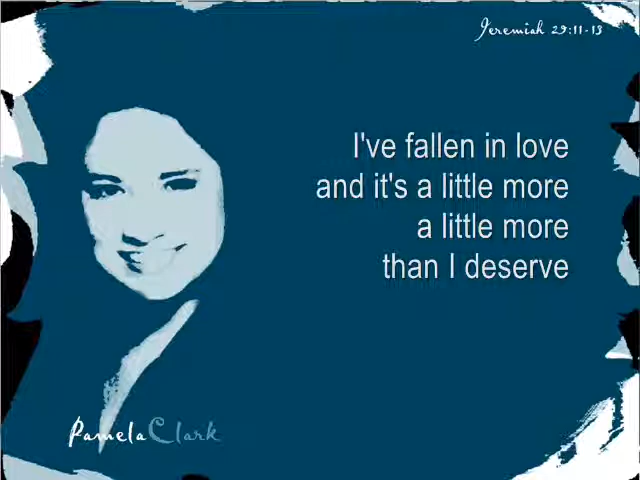 Jeremiah 29:11-13
I've fallen in love
and it's a little more
a little more
than I deserve
PamelaClark